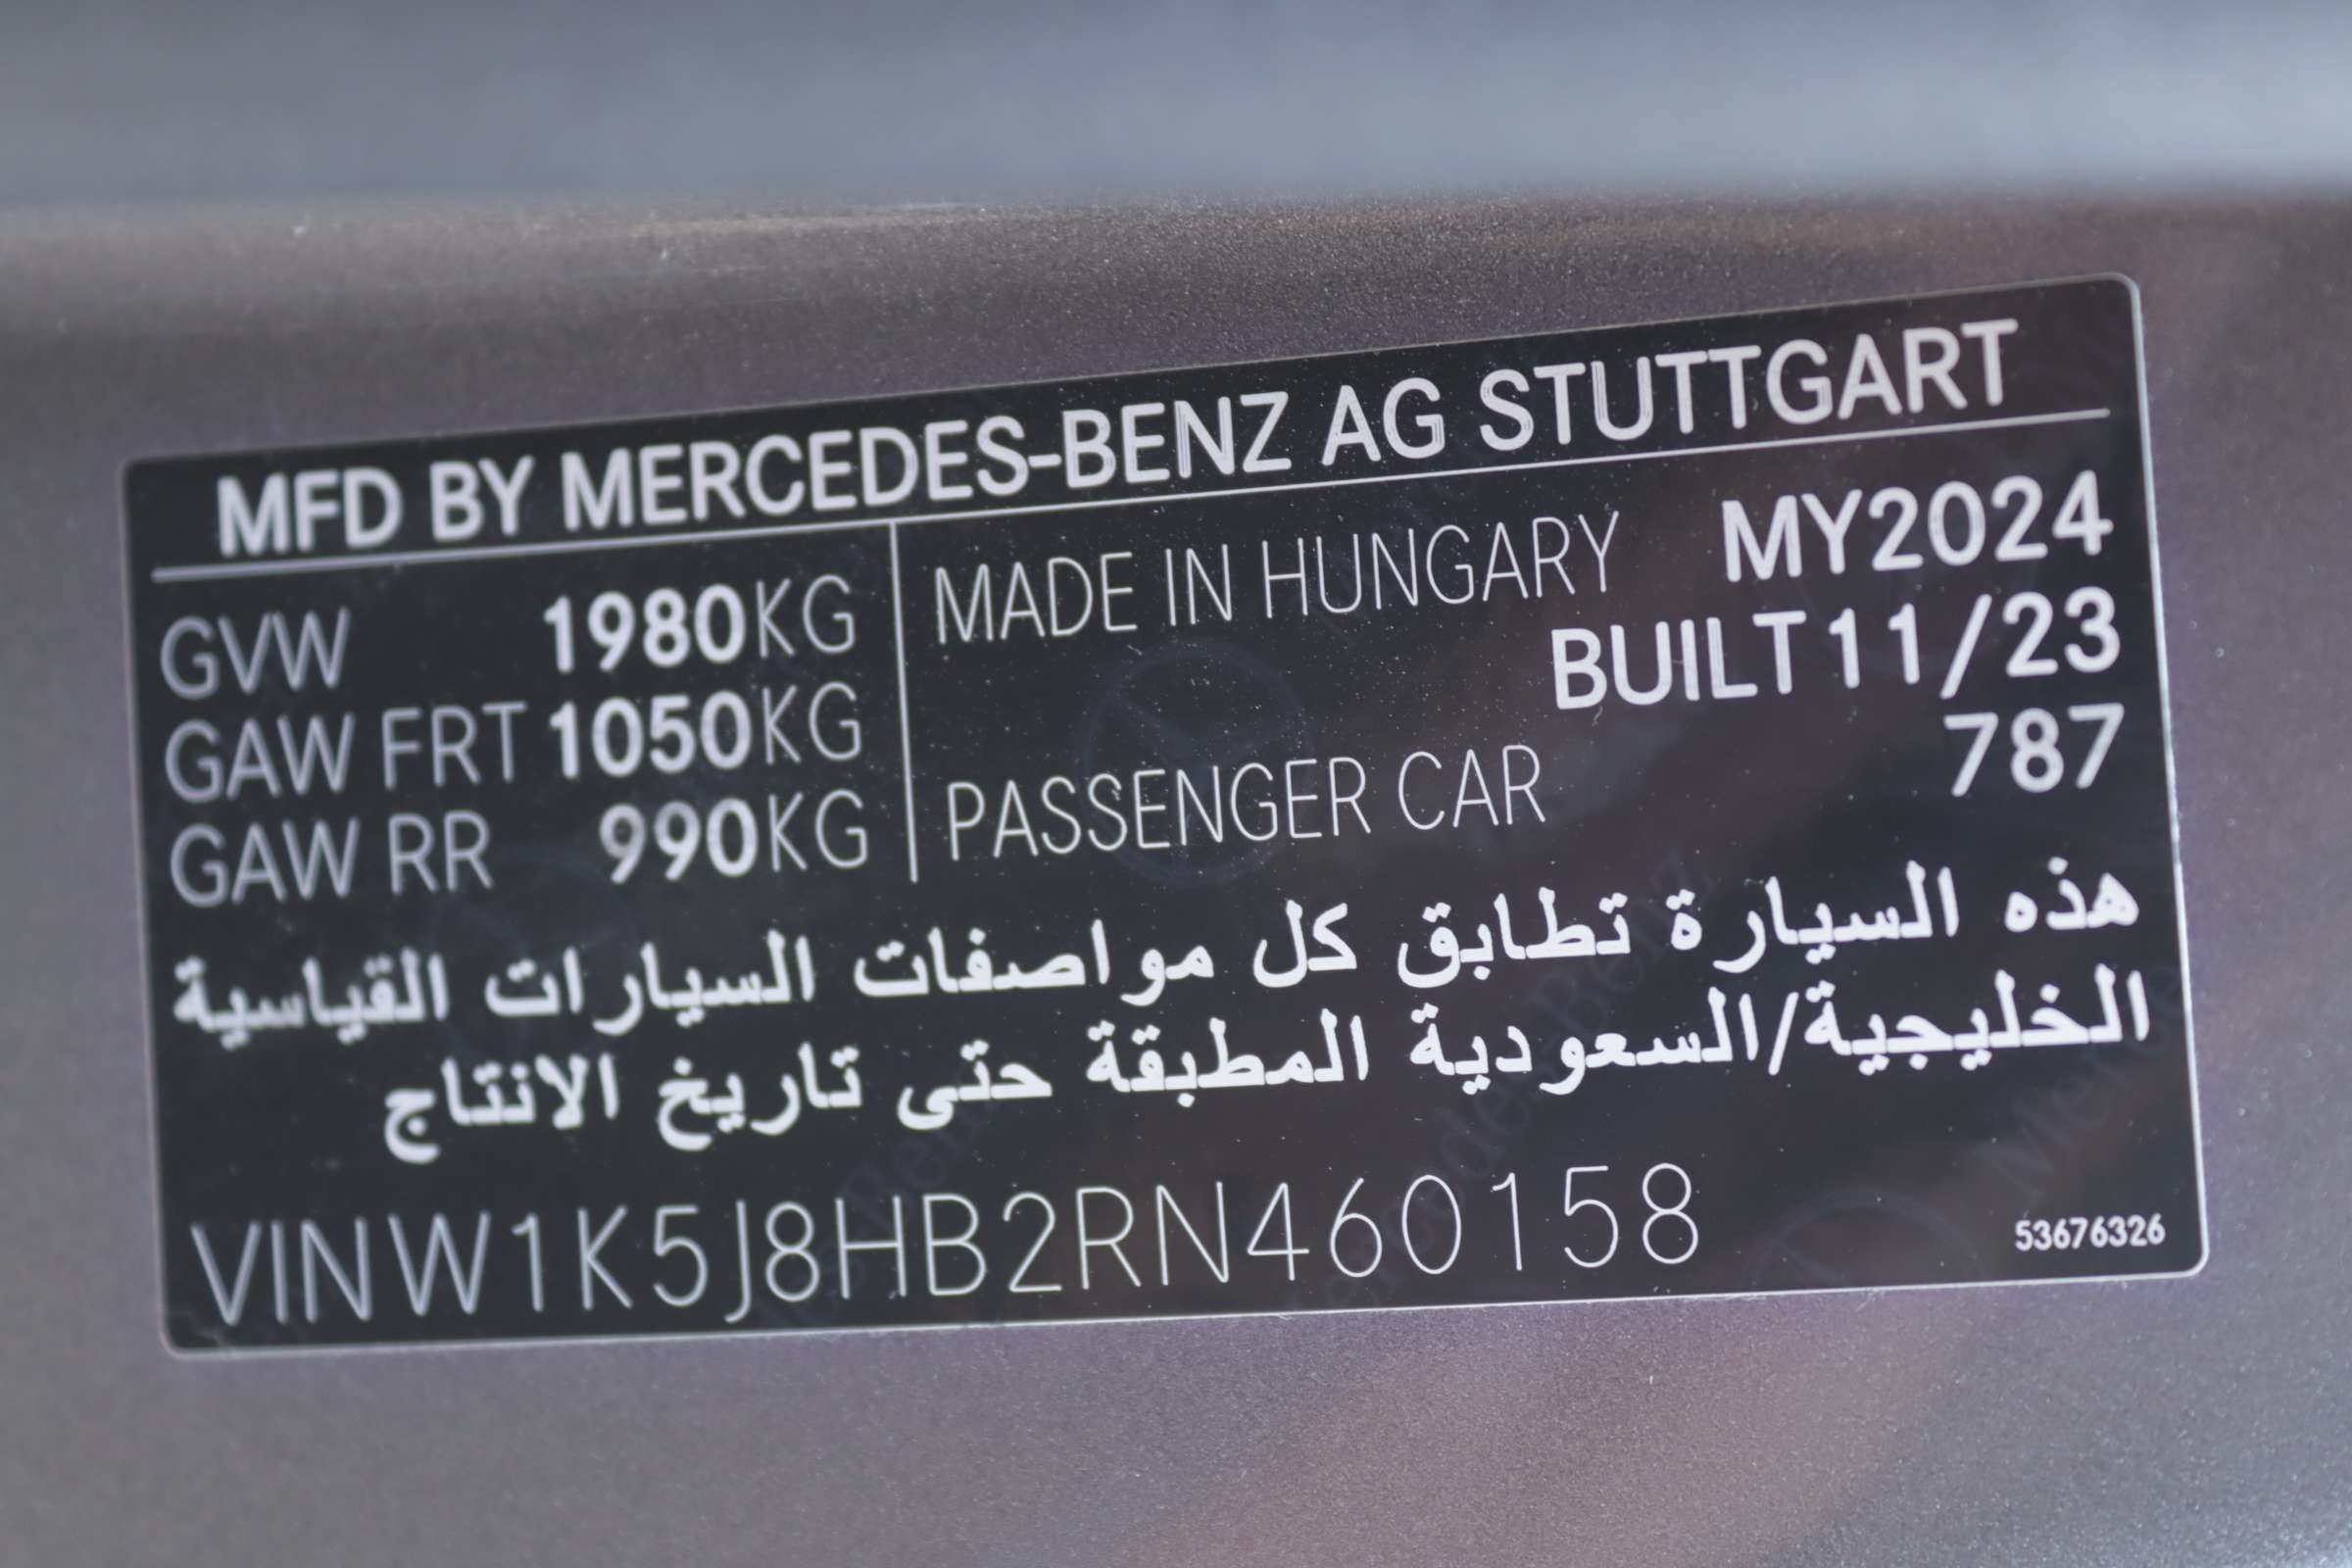 MFD BY MERCEDES-BENZ AG STUTTGART
GVW 1980KG MADE IN HUNGARY MY2024
GAW FRT 1050KG BUILT 11/23
GAW RR 990KG PASSENGER CAR 787
هذه السيارة تطابق كل مواصفات السيارات القياسية
الخليجية/السعودية المطبقة حتى تاريخ الانتاج
VIN W1K5J8HB2RN460158
53676326